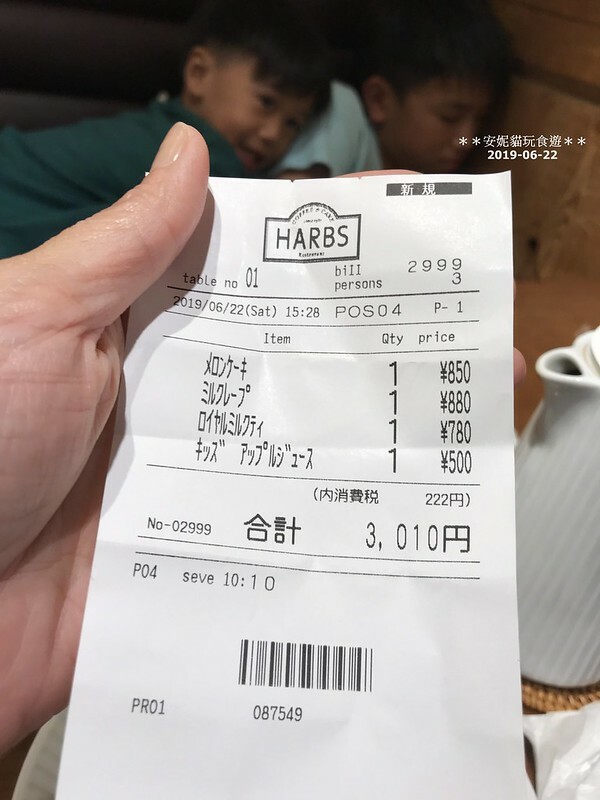 ＊＊安妮貓玩食遊＊＊
2019-06-22
新規
COFFEE & CAKE
HARBS
Restaurant
table no 01 bill 2999
persons 3
2019/06/22(Sat) 15:28 POS04 P- 1
Item Qty price
ﾒﾛﾝｹｰｷ 1 ¥850
ﾐﾙｸﾚｰﾌﾟ 1 ¥880
ﾛｲﾔﾙﾐﾙｸﾃｨ 1 ¥780
ｷｯｽﾞ ｱｯﾌﾟﾙｼﾞｭｰｽ 1 ¥500
(内消費税 222円)
No-02999 合計 3,010円
P04 seve 10:10
PR01 087549